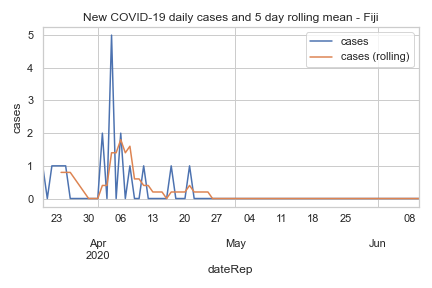 New COVID-19 daily cases and 5 day rolling mean - Fiji
cases
cases (rolling)
5
4
3
2
1
0
cases
23 30 06 13 20 27 04 11 18 25 08
Apr May Jun
2020
dateRep